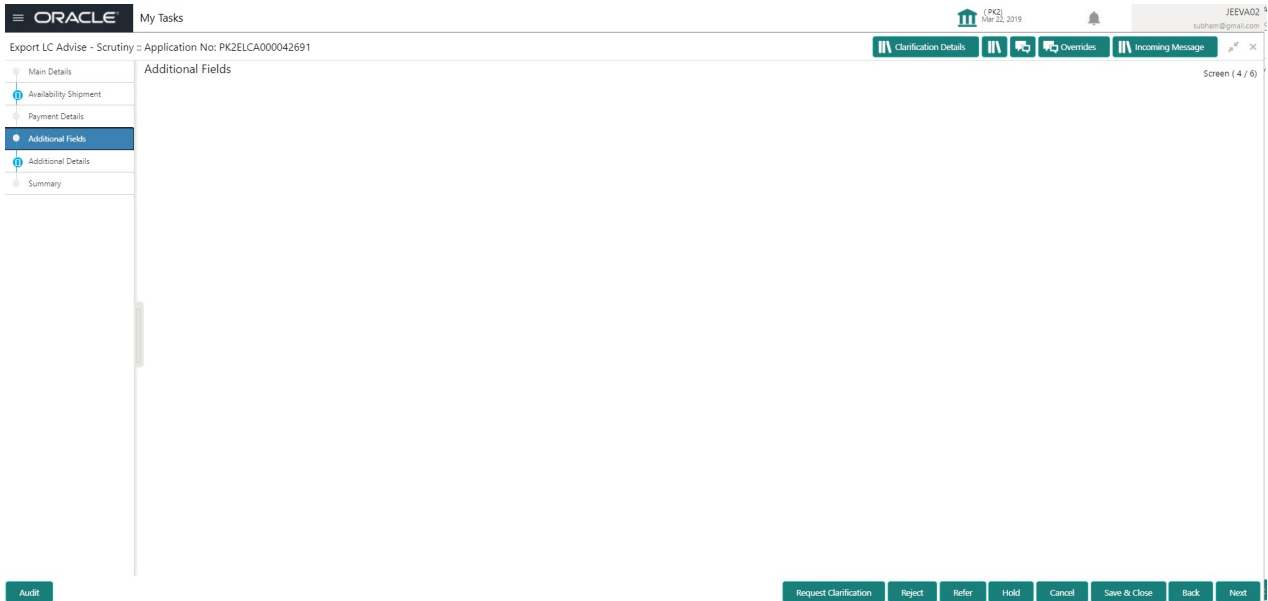 ORACLE My Tasks (PK2) JEEVA02
Mar 22, 2019 subham@gmail.com
Export LC Advise - Scrutiny :: Application No: PK2ELCA000042691 Clarification Details Overrides Incoming Message
Main Details Additional Fields Screen ( 4 / 6)
Availability Shipment
Payment Details
Additional Fields
Additional Details
Summary
Audit Request Clarification Reject Refer Hold Cancel Save & Close Back Next